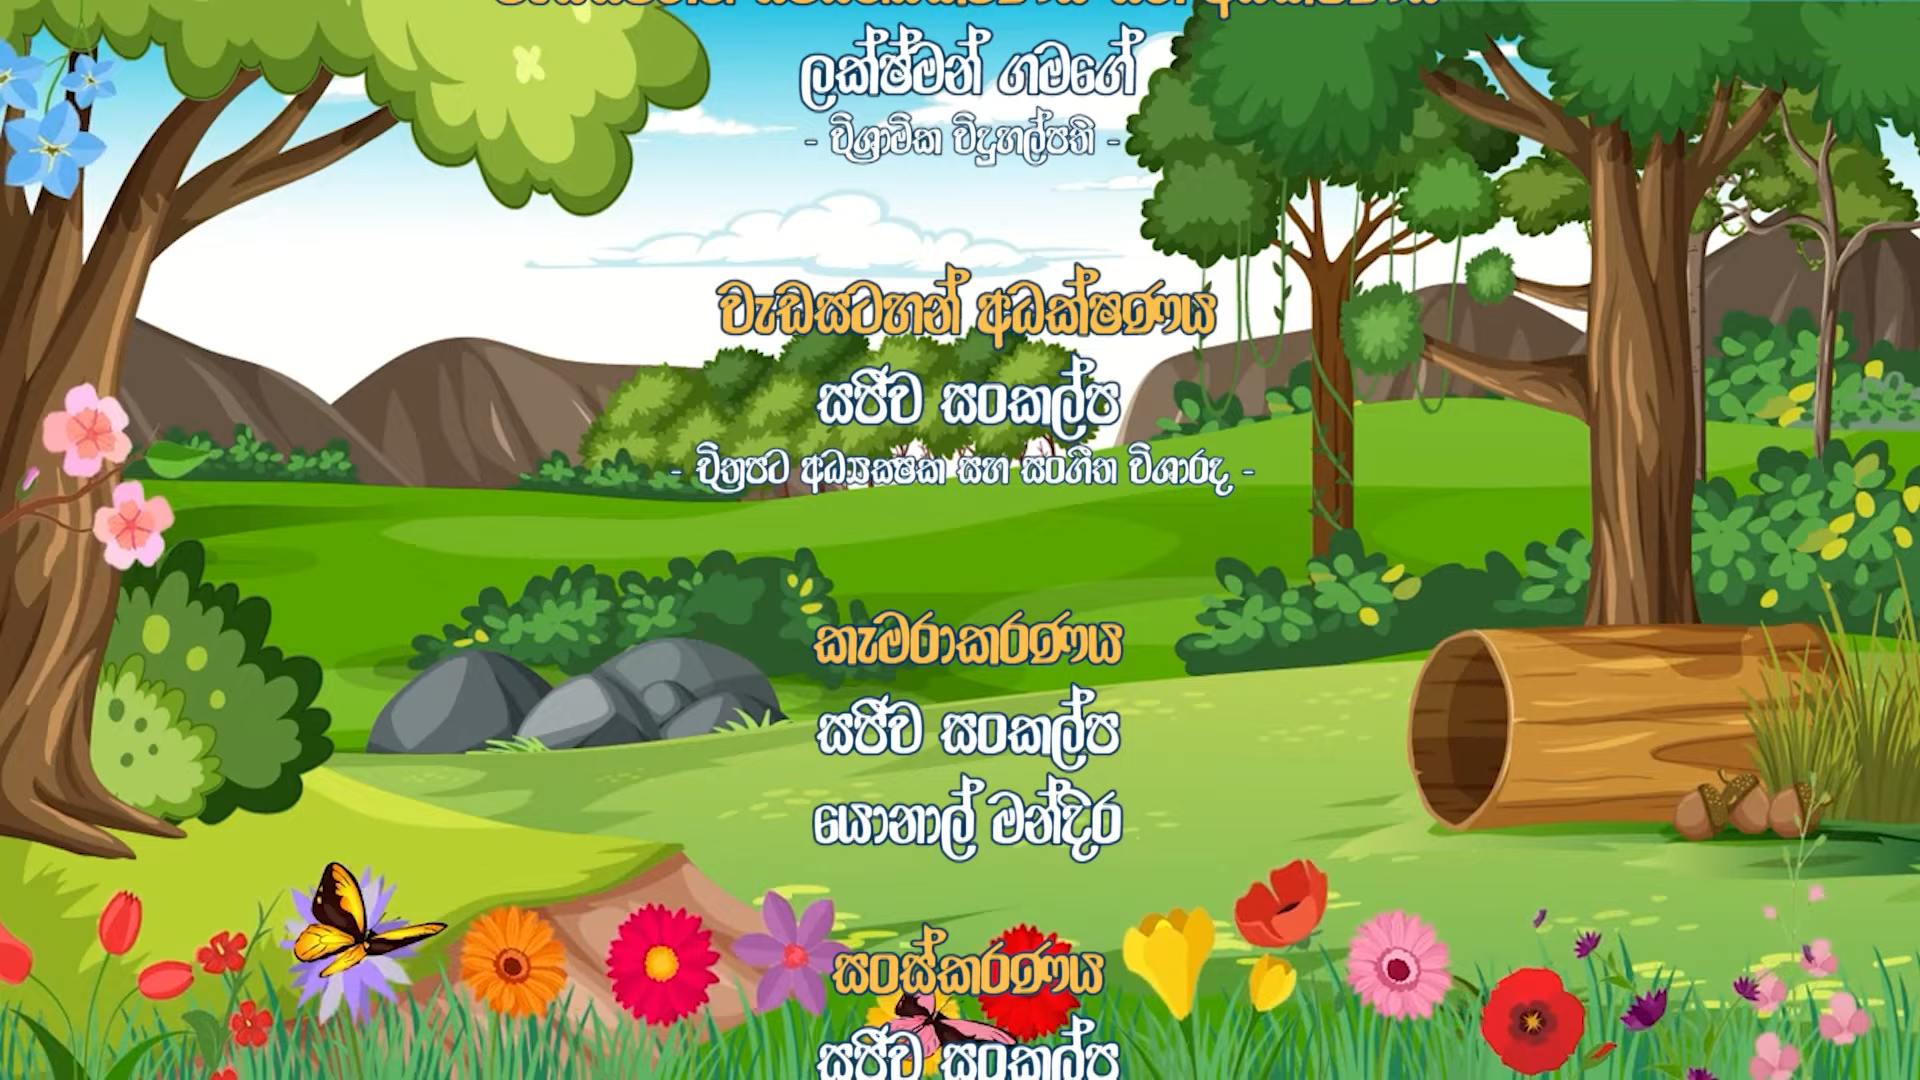 ලක්ෂ්මන් ගමගේ
- විශ්‍රාමික විදුහල්පති -
වැඩසටහන් අධීක්ෂණය
සජීව සංකල්ප
- චිත්‍රපට අධ්‍යක්ෂක සහ සංගීත විශාරද -
කැමරාකරණය
සජීව සංකල්ප
යොනාල් මන්දිර
සංස්කරණය
සජීව සංකල්ප